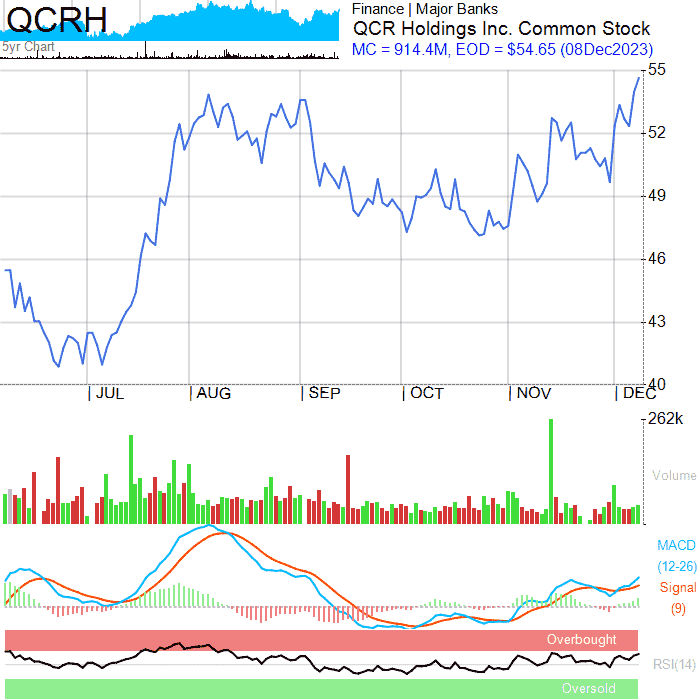 QCRH
5yr Chart
Finance | Major Banks
QCR Holdings Inc. Common Stock
MC = 914.4M, EOD = $54.65 (08Dec2023)
55
52
49
46
43
40
|JUL |AUG |SEP |OCT |NOV |DEC
262k
Volume
MACD
(12-26)
Signal
(9)
Overbought
RSI(14)
Oversold